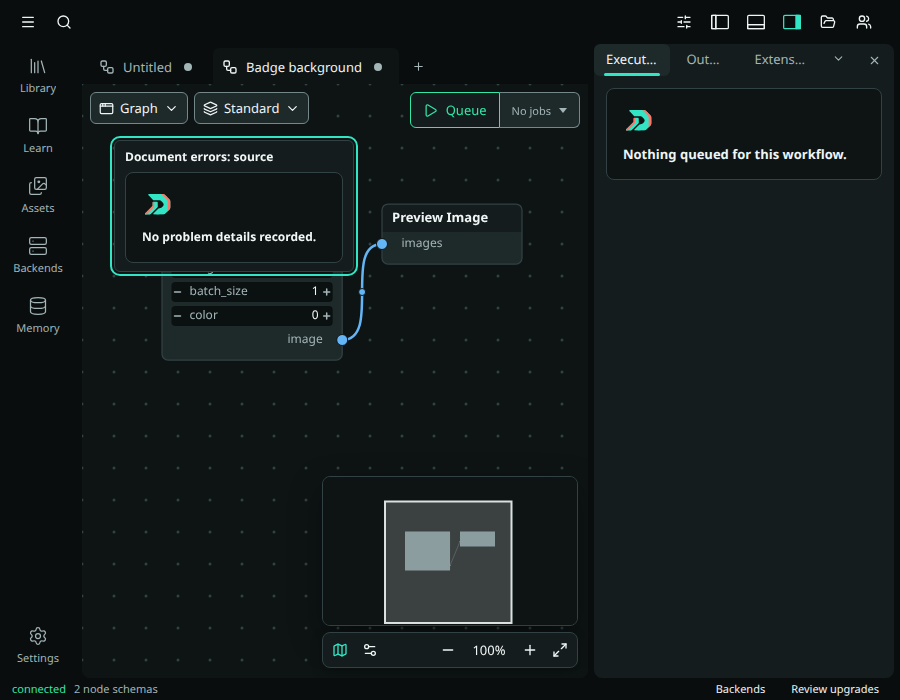 Untitled
Badge background
Library
Learn
Assets
Backends
Memory
Settings
Graph
Standard
Queue
No jobs
Document errors: source
No problem details recorded.
batch_size
1
color
0
image
Preview Image
images
100%
Execut...
Out...
Extens...
Nothing queued for this workflow.
connected
2 node schemas
Backends
Review upgrades